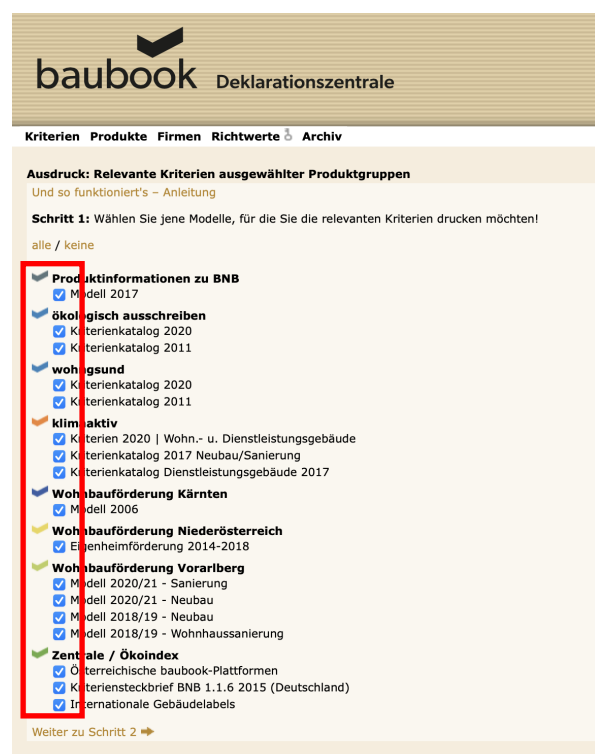 baubook Deklarationszentrale
Kriterien Produkte Firmen Richtwerte Archiv
Ausdruck: Relevante Kriterien ausgewählter Produktgruppen
Und so funktioniert's – Anleitung
Schritt 1: Wählen Sie jene Modelle, für die Sie die relevanten Kriterien drucken möchten!
alle / keine
Produktinformationen zu BNB
Modell 2017
ökologisch ausschreiben
Kriterienkatalog 2020
Kriterienkatalog 2011
wohngsund
Kriterienkatalog 2020
Kriterienkatalog 2011
klimaaktiv
Kriterien 2020 | Wohn.- u. Dienstleistungsgebäude
Kriterienkatalog 2017 Neubau/Sanierung
Kriterienkatalog Dienstleistungsgebäude 2017
Wohnbauförderung Kärnten
Modell 2006
Wohnbauförderung Niederösterreich
Eigenheimförderung 2014-2018
Wohnbauförderung Vorarlberg
Modell 2020/21 - Sanierung
Modell 2020/21 - Neubau
Modell 2018/19 - Neubau
Modell 2018/19 - Wohnhaussanierung
Zentrale / Ökoindex
Österreichische baubook-Plattformen
Kriteriensteckbrief BNB 1.1.6 2015 (Deutschland)
Internationale Gebäudelabels
Weiter zu Schritt 2